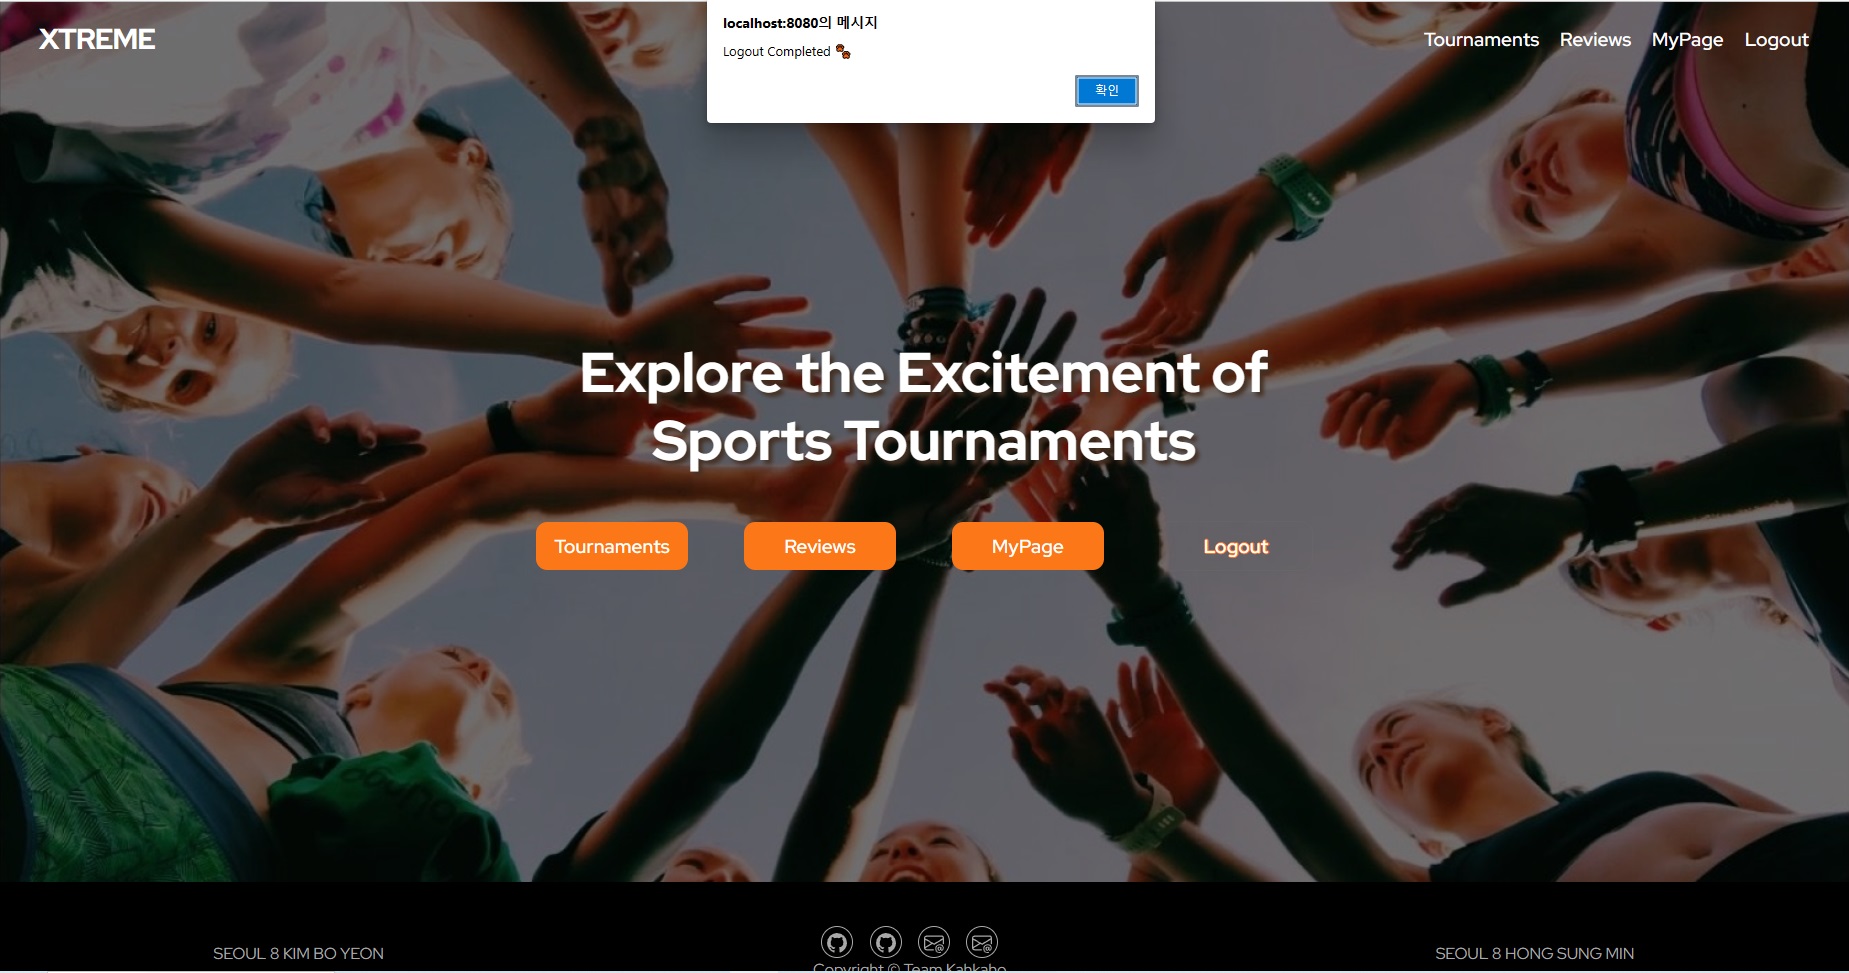 XTREME
localhost:8080의 메시지
Logout Completed
확인
Tournaments
Reviews
MyPage
Logout
Explore the Excitement of
Sports Tournaments
Tournaments
Reviews
MyPage
Logout
SEOUL 8 KIM BO YEON
Copyright © Team Kahkaho
SEOUL 8 HONG SUNG MIN